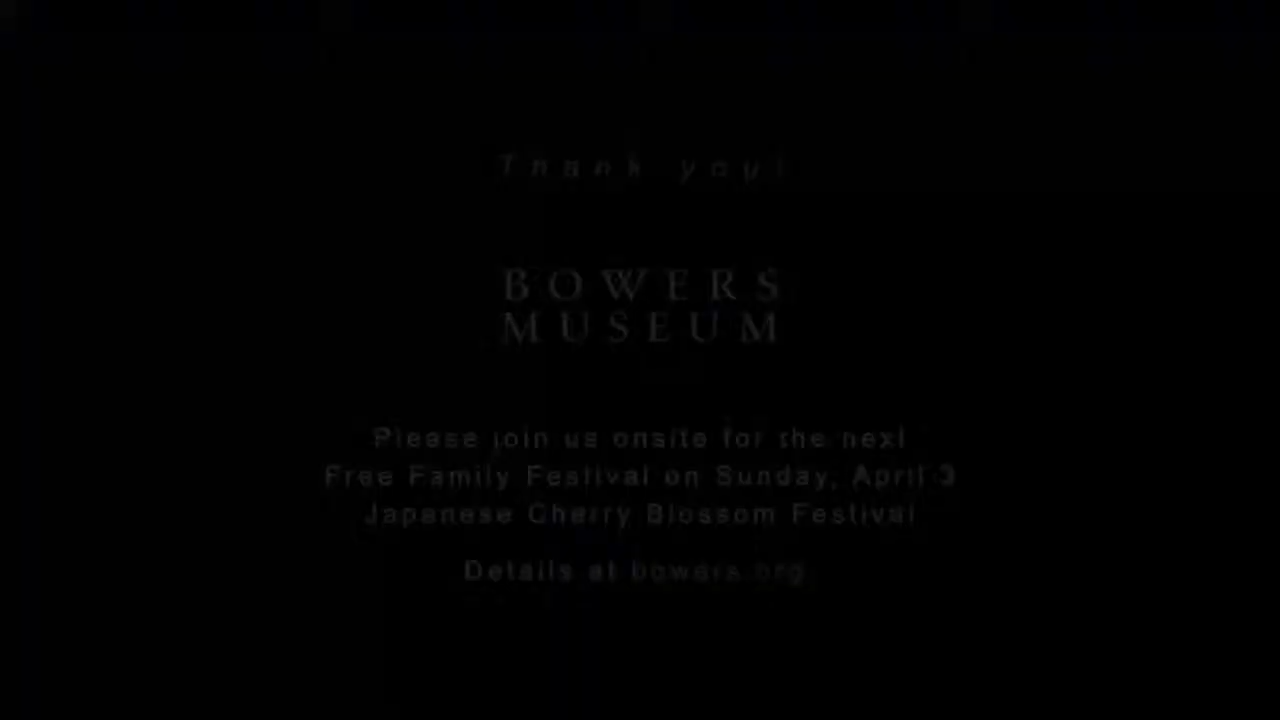 Thank you!
BOWERS
MUSEUM
Please join us onsite for the next
Free Family Festival on Sunday, April 3
Japanese Cherry Blossom Festival
Details at bowers.org